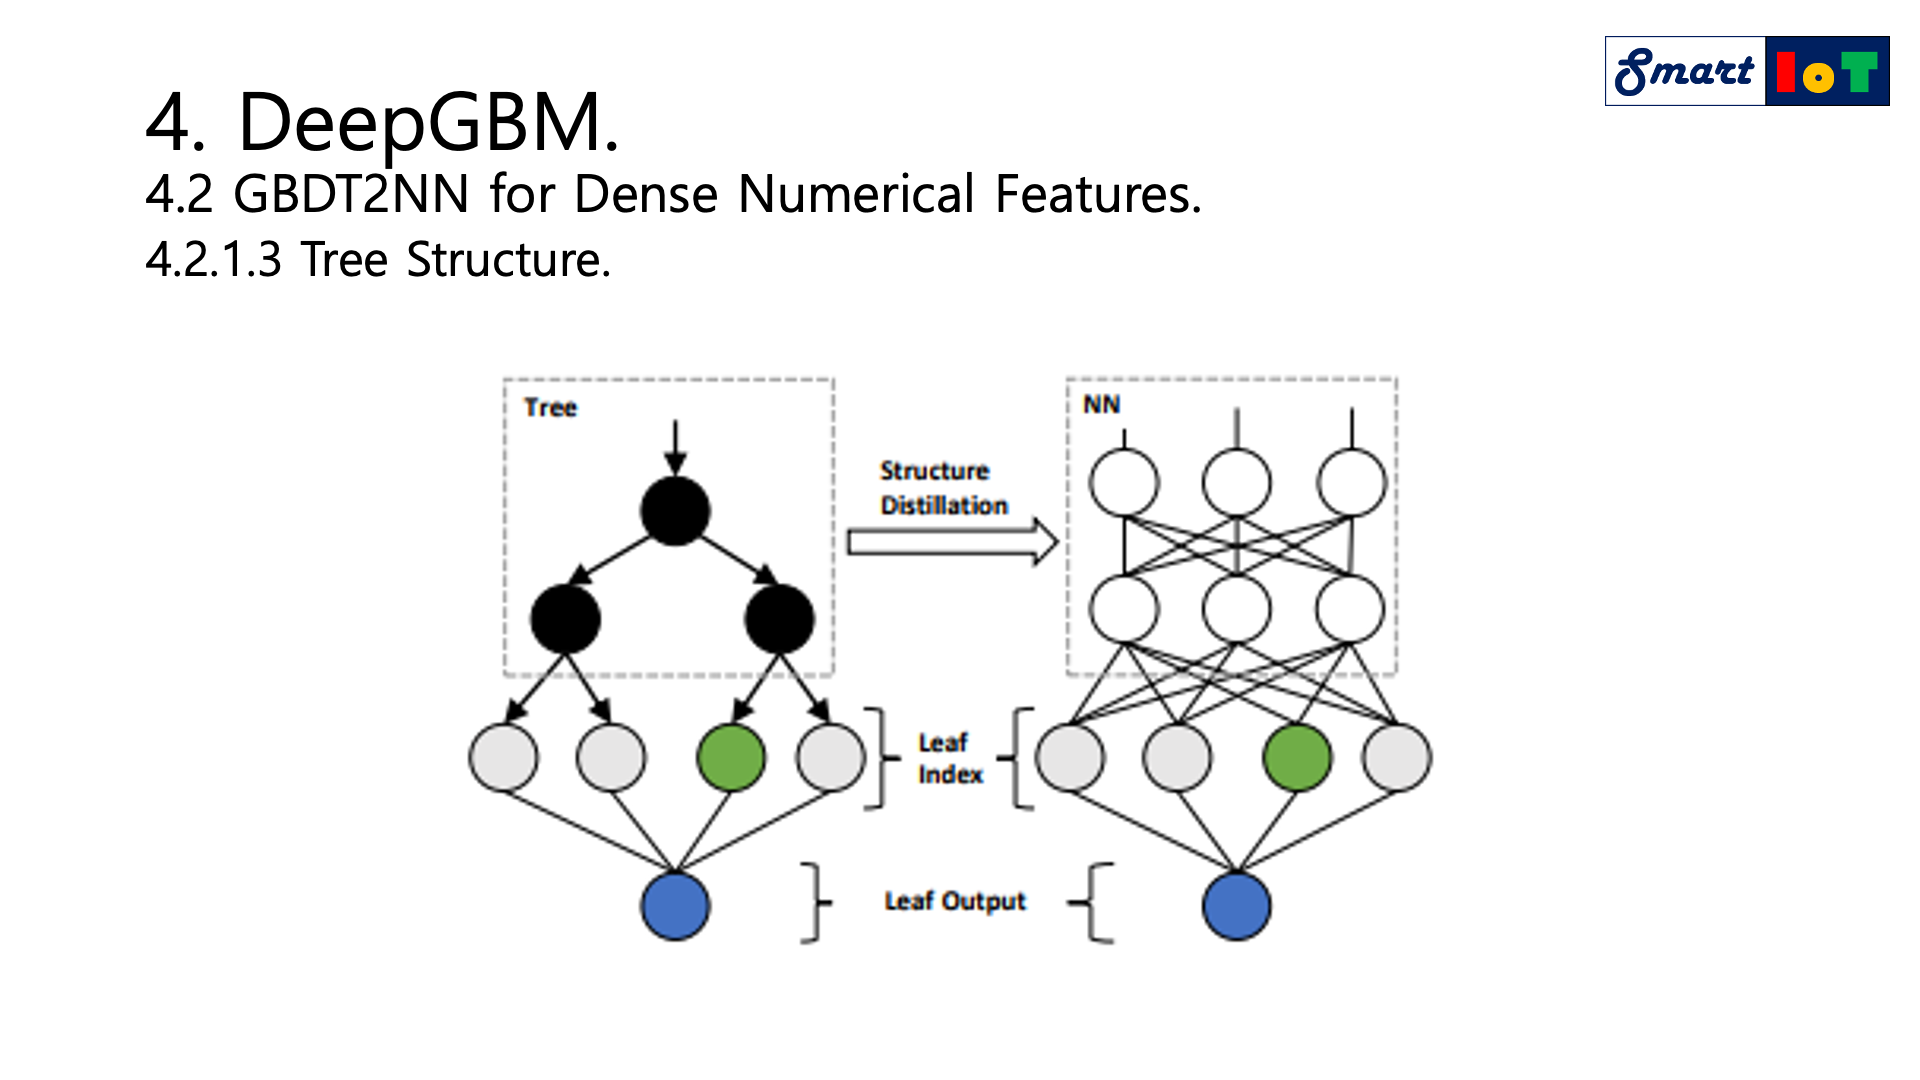 Smart IoT
4. DeepGBM.
4.2 GBDT2NN for Dense Numerical Features.
4.2.1.3 Tree Structure.
Tree
Structure
Distillation
NN
Leaf
Index
Leaf Output